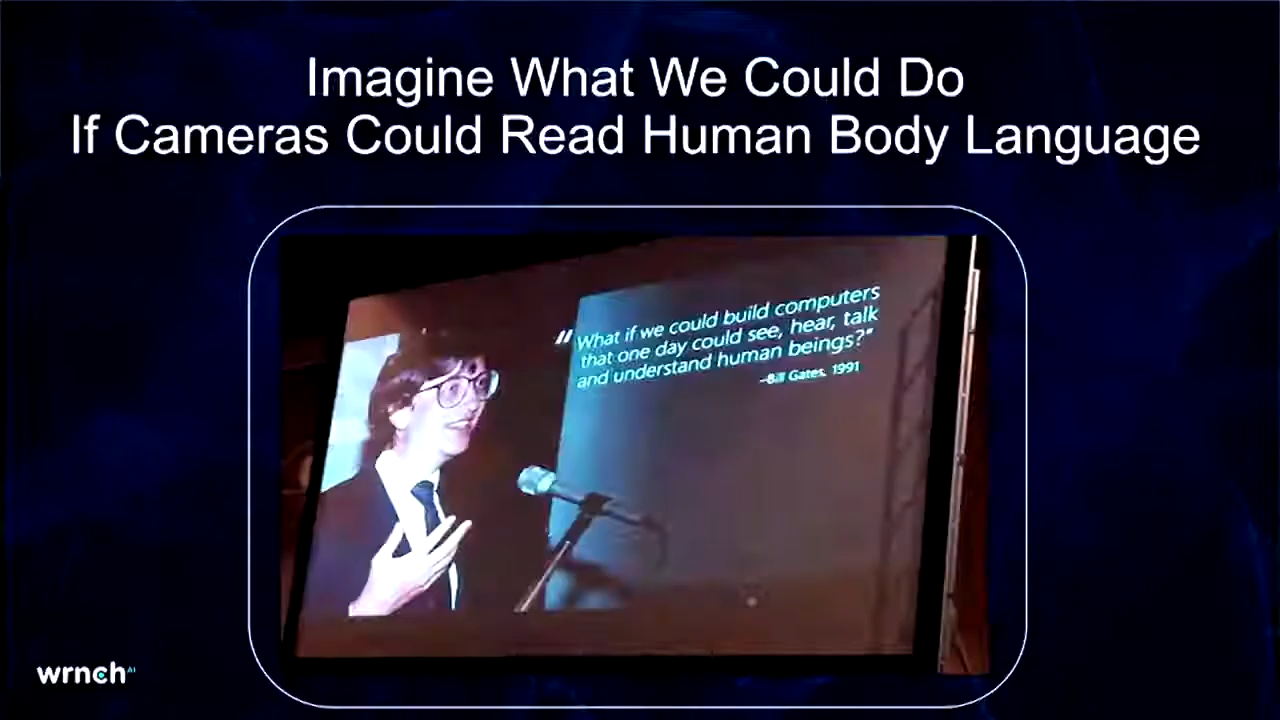 Imagine What We Could Do
If Cameras Could Read Human Body Language
"What if we could build computers
that one day could see, hear, talk
and understand human beings?"
–Bill Gates, 1991
wrnch AI